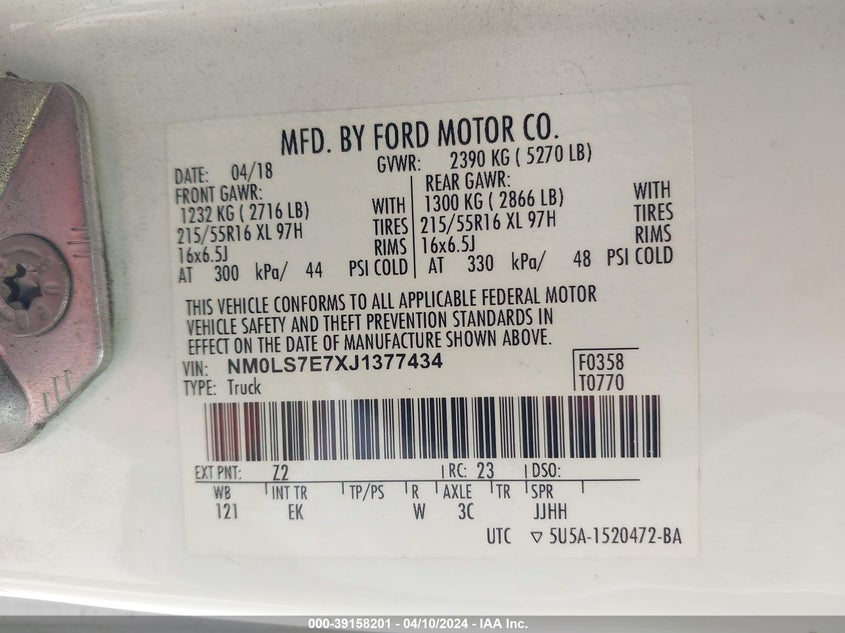 MFD. BY FORD MOTOR CO.
DATE: 04/18 GVWR: 2390 KG ( 5270 LB)
FRONT GAWR: REAR GAWR:
1232 KG ( 2716 LB) WITH 1300 KG ( 2866 LB) WITH
215/55R16 XL 97H TIRES 215/55R16 XL 97H TIRES
16x6.5J RIMS 16x6.5J RIMS
AT 300 kPa/ 44 PSI COLD AT 330 kPa/ 48 PSI COLD
THIS VEHICLE CONFORMS TO ALL APPLICABLE FEDERAL MOTOR
VEHICLE SAFETY AND THEFT PREVENTION STANDARDS IN
EFFECT ON THE DATE OF MANUFACTURE SHOWN ABOVE.
VIN: NM0LS7E7XJ1377434 F0358
TYPE: Truck T0770
EXT PNT: Z2 RC: 23 DSO:
WB INT TR TP/PS R AXLE TR SPR
121 EK W 3C JJHH
UTC ▽ 5U5A-1520472-BA
000-39158201 — 04/10/2024 — IAA Inc.